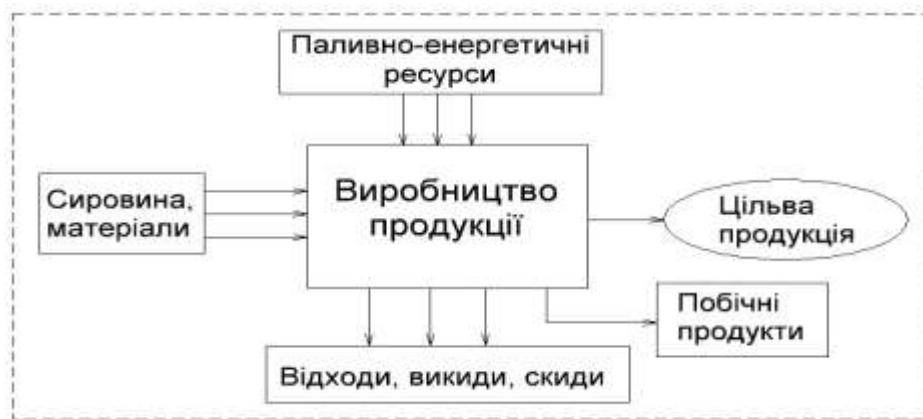 Паливно-енергетичні
ресурси
Сировина,
матеріали
Виробництво
продукції
Цільва
продукція
Побічні
продукти
Відходи, викиди, скиди